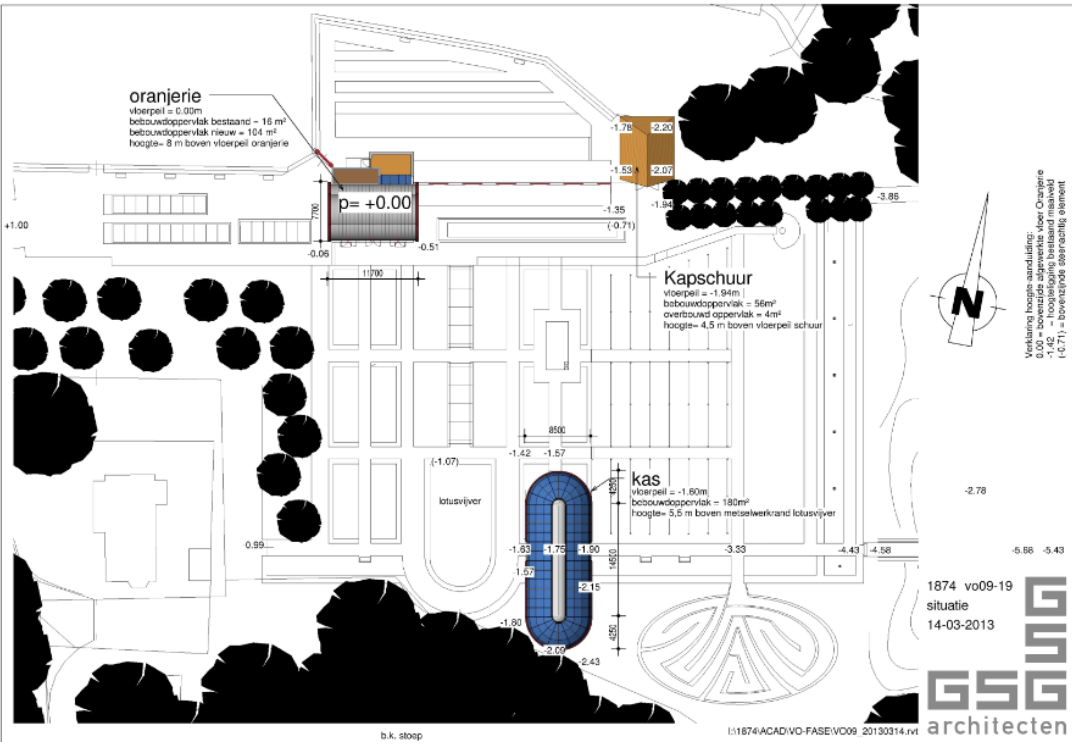 oranjerie
vloerpeil = 0.00m
bebouwdoppervlak bestaand = 16 m²
bebouwdoppervlak nieuw = 104 m²
hoogte= 8 m boven vloerpeil oranjerie
-1.78
-2.20
-1.53
-2.07
-1.94
-3.86
+1.00
7700
p= +0.00
-1.35
(-0.71)
-0.06
-0.51
11700
Kapschuur
vloerpeil = -1.94m
bebouwdoppervlak = 56m²
overbouwd oppervlak = 4m²
hoogte= 4,5 m boven vloerpeil schuur
N
Verklaring hoogte-aanduiding:
0.00 = bovenzijde afgewerkte vloer Oranjerie
-1.42 = hoogteligging bestaand maaiveld
(-0.71) = bovenzijnde steenachtig element
8500
-1.42
-1.57
(-1.07)
lotusvijver
4250
kas
vloerpeil = -1.60m
bebouwdoppervlak = 180m²
hoogte= 5,5 m boven metselwerkrand lotusvijver
-2.78
0.99
-1.63
-1.75
-1.90
14500
-3.33
-4.43
-4.58
-5.68
-5.43
-1.57
-2.15
-1.80
4250
-2.09
-2.43
1874 vo09-19
situatie
14-03-2013
GSG
architecten
b.k. stoep
I:\1874\ACAD\VO-FASE\VO09_20130314.rvt